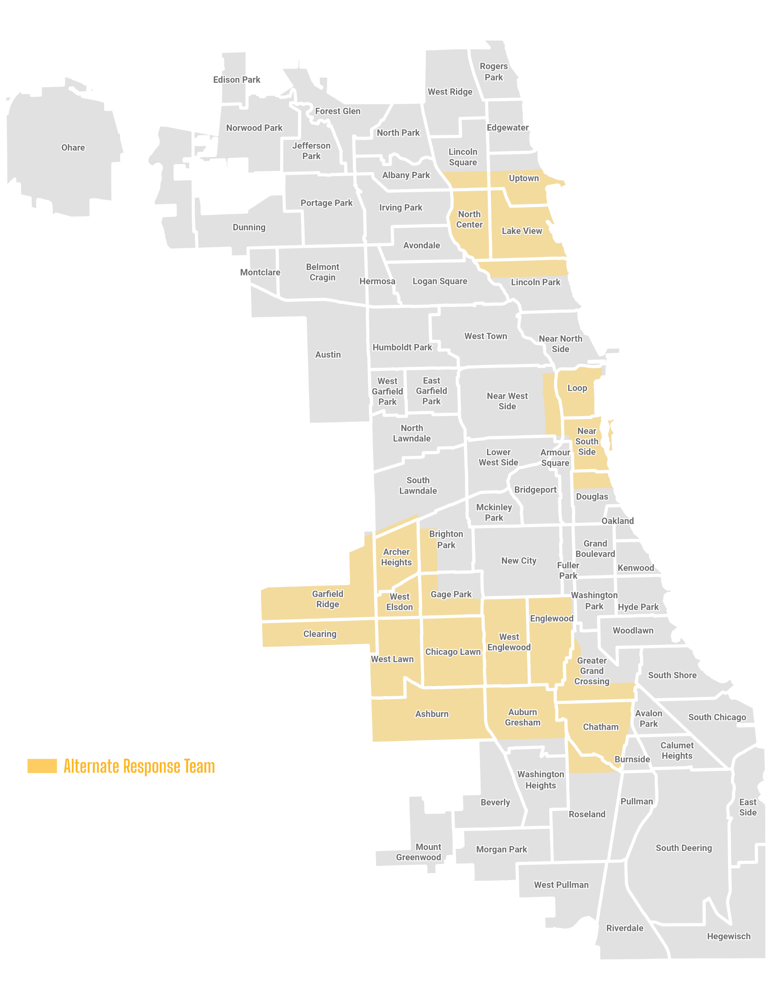 Rogers
Park
Edison Park
West Ridge
Forest Glen
Norwood Park
Edgewater
North Park
Ohare
Jefferson
Park
Lincoln
Square
Albany Park
Uptown
Portage Park
Irving Park
North
Center
Dunning
Lake View
Avondale
Montclare
Belmont
Cragin
Hermosa
Logan Square
Lincoln Park
West Town
Near North
Side
Humboldt Park
Austin
West
Garfield
Park
East
Garfield
Park
Loop
Near West
Side
North
Lawndale
Near
South
Side
Lower
West Side
Armour
Square
South
Lawndale
Bridgeport
Douglas
Mckinley
Park
Oakland
Brighton
Park
Archer
Heights
Grand
Boulevard
New City
Fuller
Park
Kenwood
Garfield
Ridge
West
Elsdon
Gage Park
Washington
Park
Hyde Park
Englewood
Clearing
Woodlawn
West
Englewood
Chicago Lawn
West Lawn
Greater
Grand
Crossing
South Shore
Ashburn
Auburn
Gresham
Avalon
Park
South Chicago
Chatham
Calumet
Heights
Burnside
Alternate Response Team
Washington
Heights
Beverly
Pullman
East
Side
Roseland
Mount
Greenwood
Morgan Park
South Deering
West Pullman
Riverdale
Hegewisch